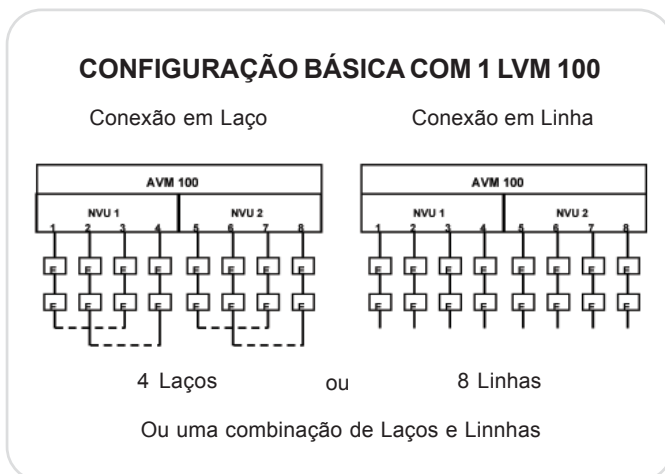 CONFIGURAÇÃO BÁSICA COM 1 LVM 100
Conexão em Laço Conexão em Linha
AVM 100 AVM 100
NVU 1 NVU 2 NVU 1 NVU 2
1 2 3 4 5 6 7 8 1 2 3 4 5 6 7 8
E E E E E E E E E E E E E E E E
E E E E E E E E E E E E E E E E
4 Laços ou 8 Linhas
Ou uma combinação de Laços e Linnhas